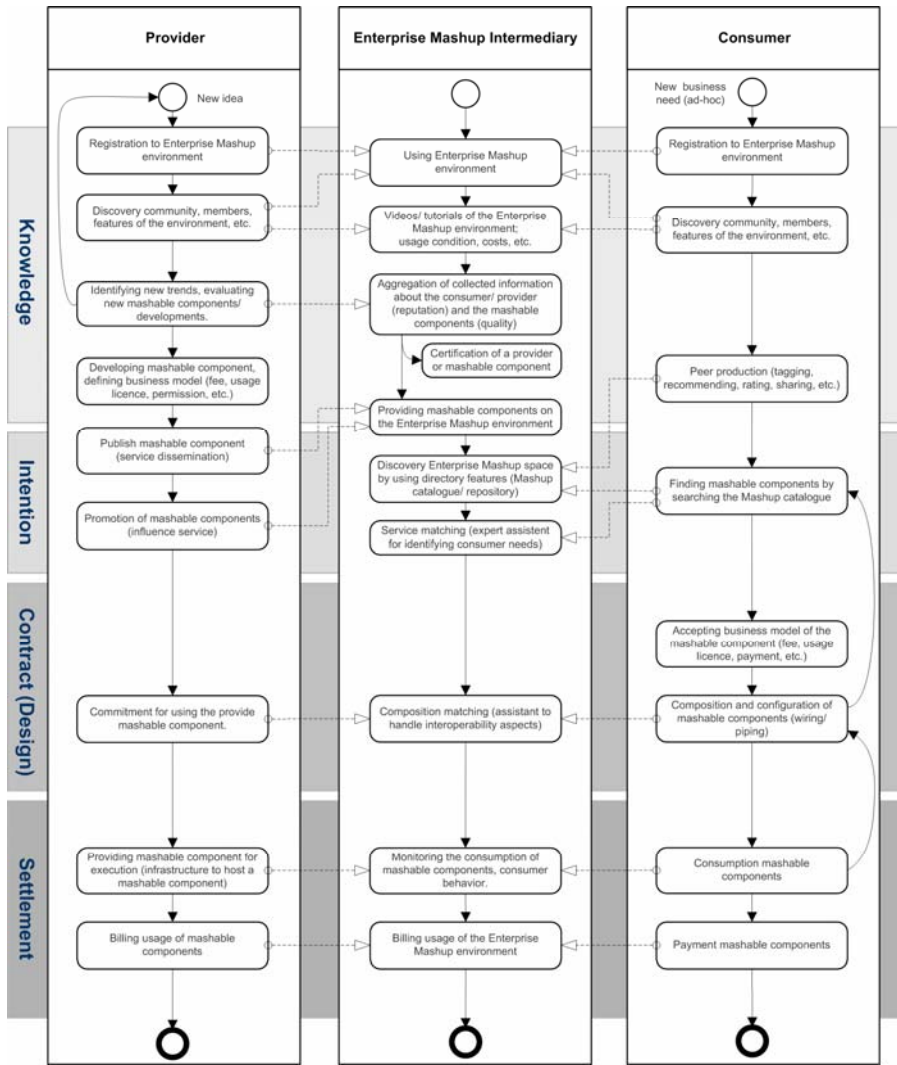 Provider
Enterprise Mashup Intermediary
Consumer
New idea
New business
need (ad-hoc)
Knowledge
Registration to Enterprise Mashup
environment
Using Enterprise Mashup
environment
Registration to Enterprise Mashup
environment
Discovery community, members,
features of the environment, etc.
Videos/ tutorials of the Enterprise
Mashup environment;
usage condition, costs, etc.
Discovery community, members,
features of the environment, etc.
Identifying new trends, evaluating
new mashable components/
developments.
Aggregation of collected information
about the consumer/ provider
(reputation) and the mashable
components (quality)
Certification of a provider
or mashable component
Developing mashable component,
defining business model (fee, usage
licence, permission, etc.)
Peer production (tagging,
recommending, rating, sharing, etc.)
Providing mashable components on
the Enterprise Mashup environment
Intention
Publish mashable component
(service dissemination)
Discovery Enterprise Mashup space
by using directory features (Mashup
catalogue/ repository)
Finding mashable components by
searching the Mashup catalogue
Promotion of mashable components
(influence service)
Service matching (expert assistent
for identifying consumer needs)
Contract (Design)
Accepting business model of the
mashable component (fee, usage
licence, payment, etc.)
Commitment for using the provide
mashable component.
Composition matching (assistant to
handle interoperability aspects)
Composition and configuration of
mashable components (wiring/
piping)
Settlement
Providing mashable component for
execution (infrastructure to host a
mashable component)
Monitoring the consumption of
mashable components, consumer
behavior.
Consumption mashable
components
Billing usage of mashable
components
Billing usage of the Enterprise
Mashup environment
Payment mashable components